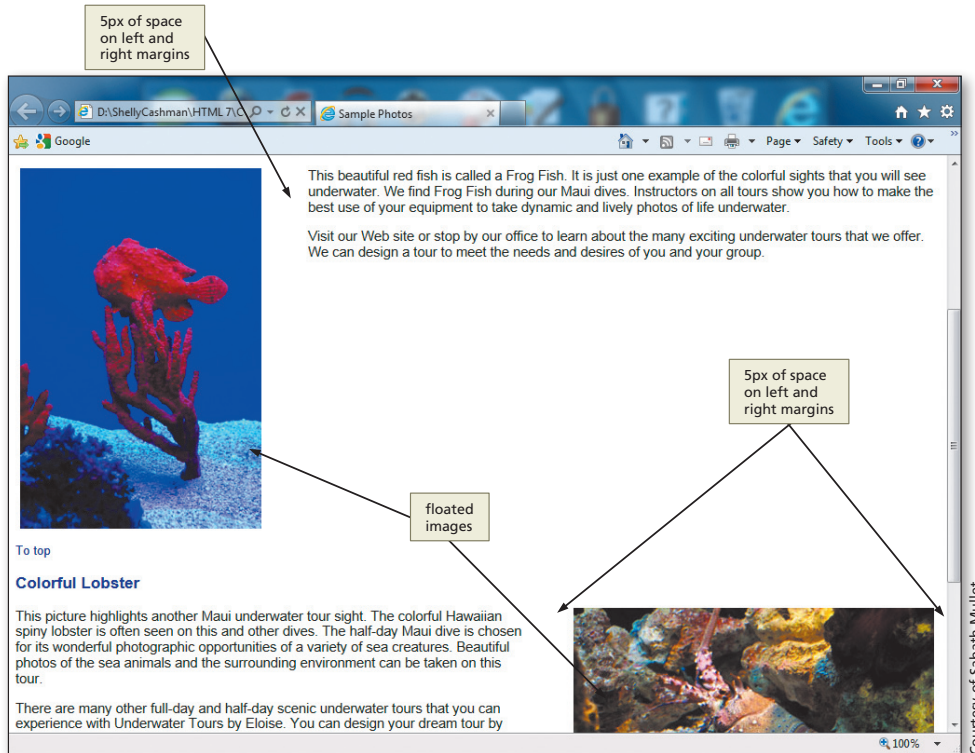 5px of space
on left and
right margins
D:\ShellyCashman\HTML 7\C
Sample Photos
Google
Page
Safety
Tools
This beautiful red fish is called a Frog Fish. It is just one example of the colorful sights that you will see
underwater. We find Frog Fish during our Maui dives. Instructors on all tours show you how to make the
best use of your equipment to take dynamic and lively photos of life underwater.
Visit our Web site or stop by our office to learn about the many exciting underwater tours that we offer.
We can design a tour to meet the needs and desires of you and your group.
5px of space
on left and
right margins
floated
images
To top
Colorful Lobster
This picture highlights another Maui underwater tour sight. The colorful Hawaiian
spiny lobster is often seen on this and other dives. The half-day Maui dive is chosen
for its wonderful photographic opportunities of a variety of sea creatures. Beautiful
photos of the sea animals and the surrounding environment can be taken on this
tour.
There are many other full-day and half-day scenic underwater tours that you can
experience with Underwater Tours by Eloise. You can design your dream tour by
100%
Courtesy of Sabath Mullet